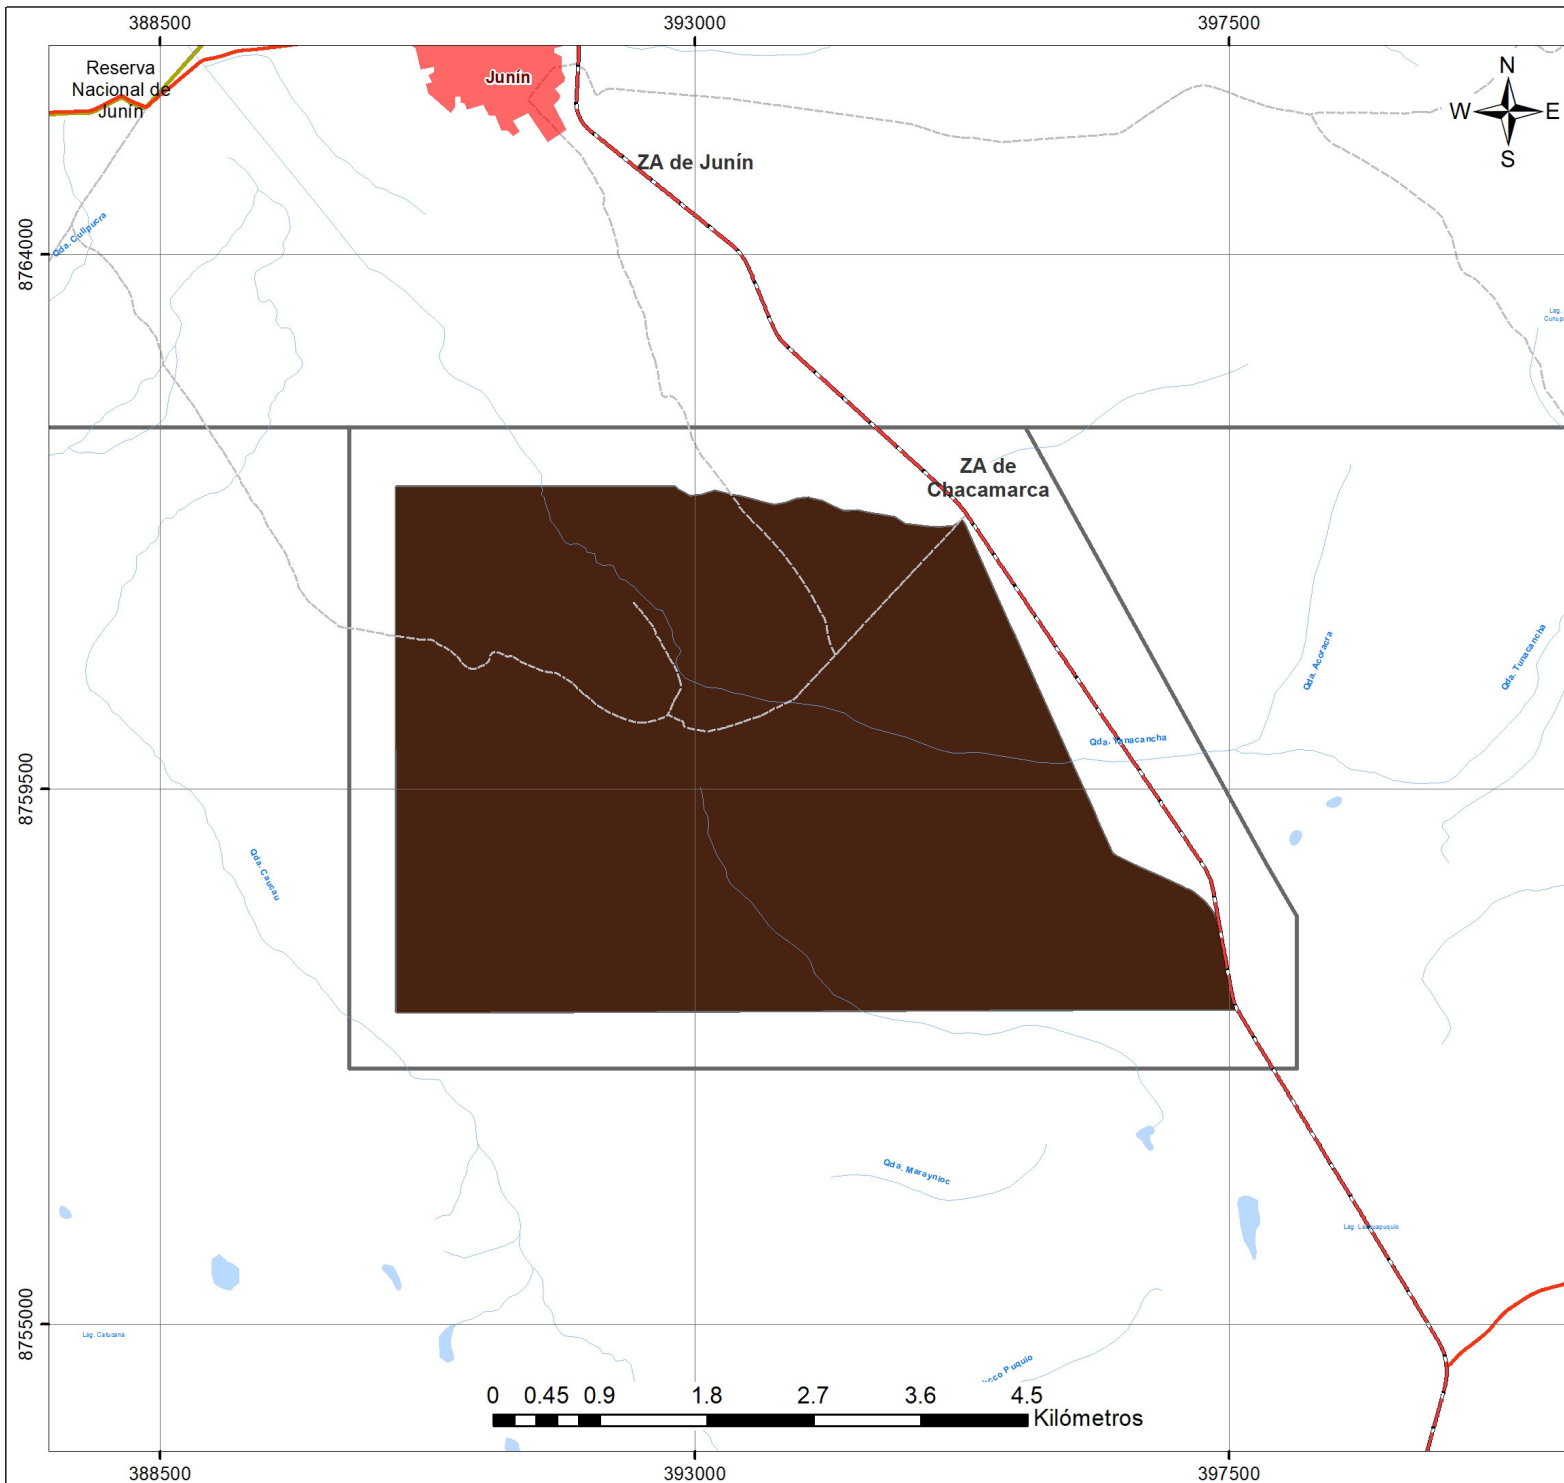 388500
393000
397500
Reserva
Nacional de
Junín
Junín
N
W
E
S
ZA de Junín
Qda. Cullpucra
8764000
Lag.
ZA de
Chacamarca
Qda. Acoracra
Qda. Tunacancha
Qda. Yanacancha
8759500
Qda. Caucau
Qda. Maraynioc
8755000
0
0.45
0.9
1.8
2.7
3.6
4.5
Kilómetros
Puquio
388500
393000
397500